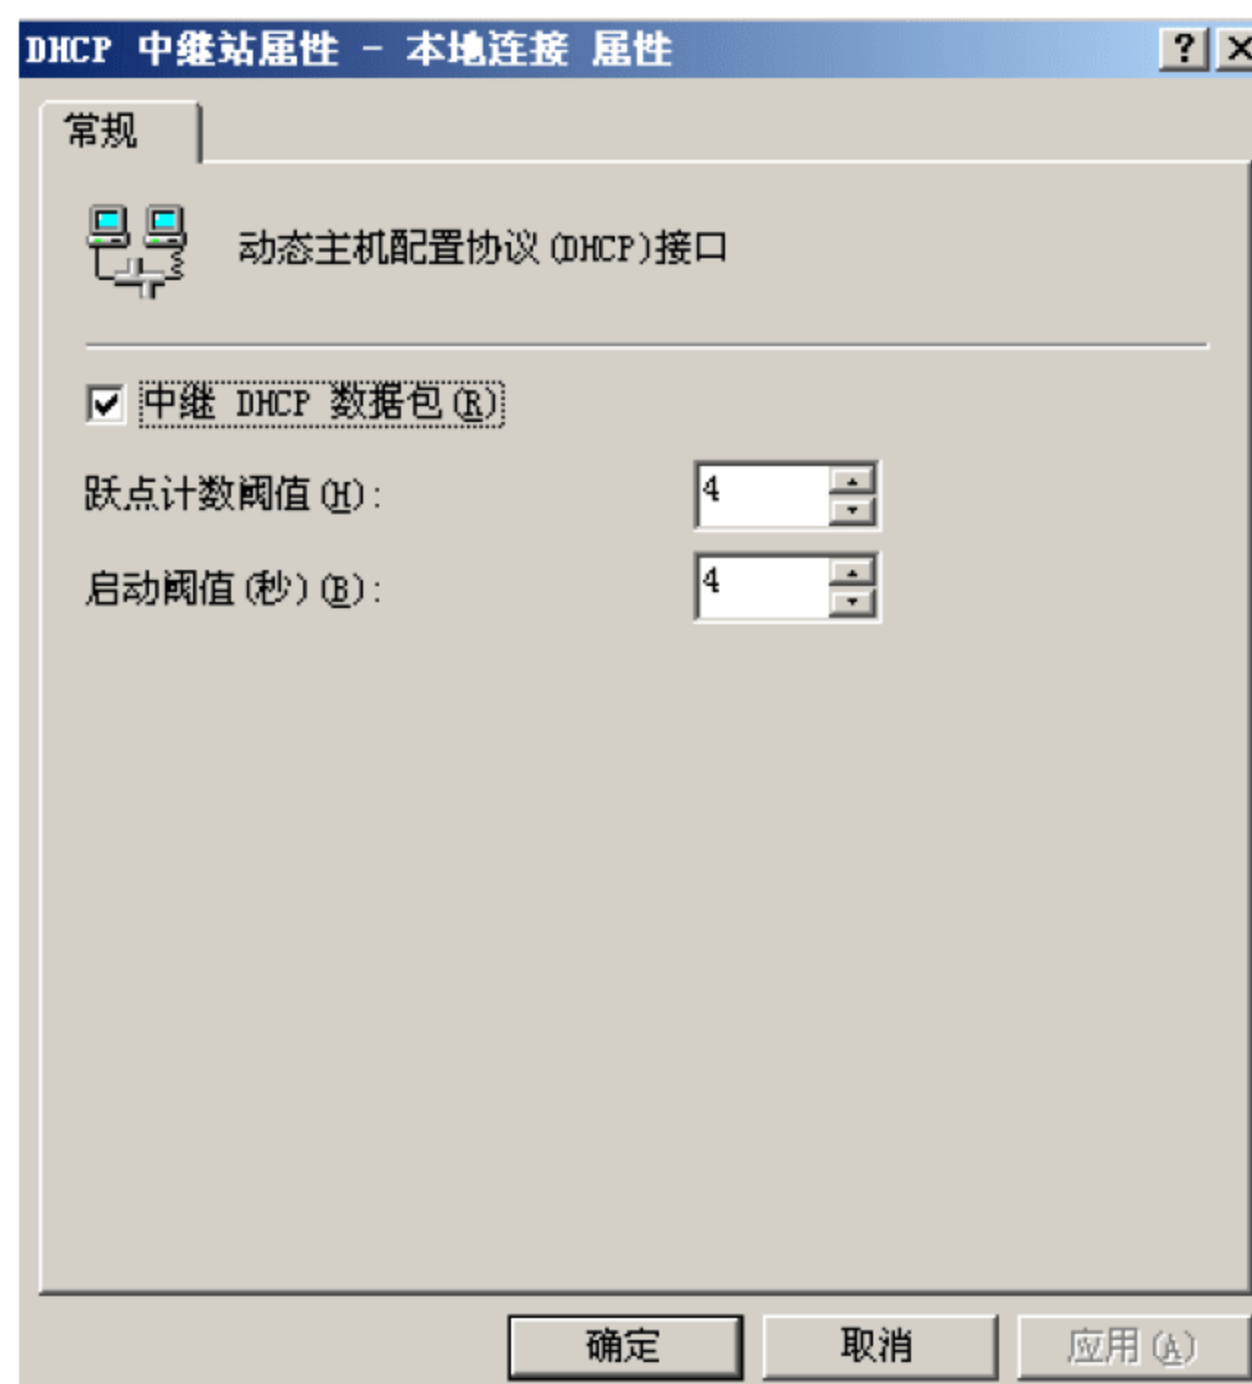 DHCP 中继站属性 - 本地连接 属性
常规
动态主机配置协议(DHCP)接口
中继 DHCP 数据包(R)
跃点计数阈值(H): 4
启动阈值(秒)(B): 4
确定 取消 应用(A)